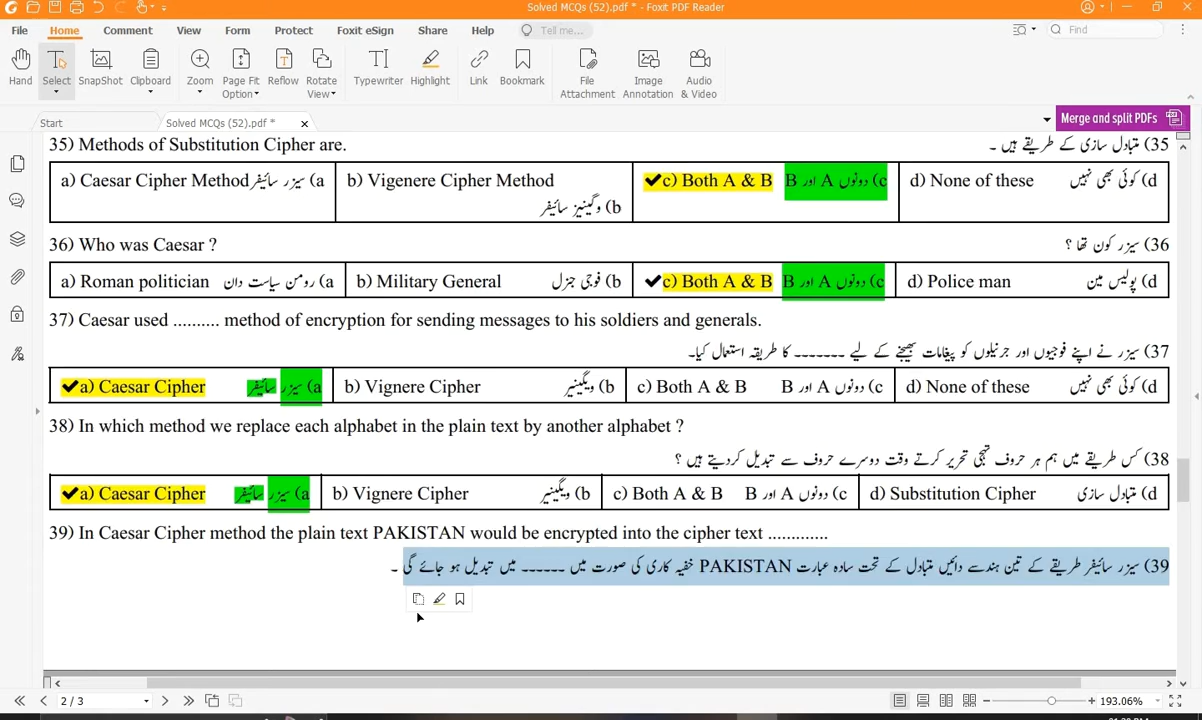 Solved MCQs (52).pdf * - Foxit PDF Reader
File Home Comment View Form Protect Foxit eSign Share Help Tell me... Find
Hand Select SnapShot Clipboard Zoom Page Fit Option Reflow Rotate View Typewriter Highlight Link Bookmark File Attachment Image Annotation Audio & Video
Start Solved MCQs (52).pdf * Merge and split PDFs
35) Methods of Substitution Cipher are. 35) متبادل سازی کے طریقے ہیں ۔
a) Caesar Cipher Method a) سیزر سائیفر b) Vigenere Cipher Method ✔c) Both A & B c) دونوں A اور B d) None of these d) کوئی بھی نہیں
b) وگینیز سائیفر
36) Who was Caesar ? 36) سیزر کون تھا ؟
a) Roman politician a) رومن سیاست دان b) Military General b) فوجی جنرل ✔c) Both A & B c) دونوں A اور B d) Police man d) پولیس مین
37) Caesar used .......... method of encryption for sending messages to his soldiers and generals.
37) سیزر نے اپنے فوجیوں اور جرنیلوں کو پیغامات بھیجنے کے لیے ------- کا طریقہ استعمال کیا۔
✔a) Caesar Cipher a) سیزر سائیفر b) Vignere Cipher b) ویگینیر c) Both A & B c) دونوں A اور B d) None of these d) کوئی بھی نہیں
38) In which method we replace each alphabet in the plain text by another alphabet ?
38) کس طریقے میں ہم ہر حروف تہجی تحریر کرتے وقت دوسرے حروف سے تبدیل کردیتے ہیں ؟
✔a) Caesar Cipher a) سیزر سائیفر b) Vignere Cipher b) ویگینیر c) Both A & B c) دونوں A اور B d) Substitution Cipher d) متبادل سازی
39) In Caesar Cipher method the plain text PAKISTAN would be encrypted into the cipher text .............
39) سیزر سائیفر طریقے کے تین ہندسے دائیں متبادل کے تحت سادہ عبارت PAKISTAN خفیہ کاری کی صورت میں ------ میں تبدیل ہو جائے گی ۔
2 / 3 193.06%